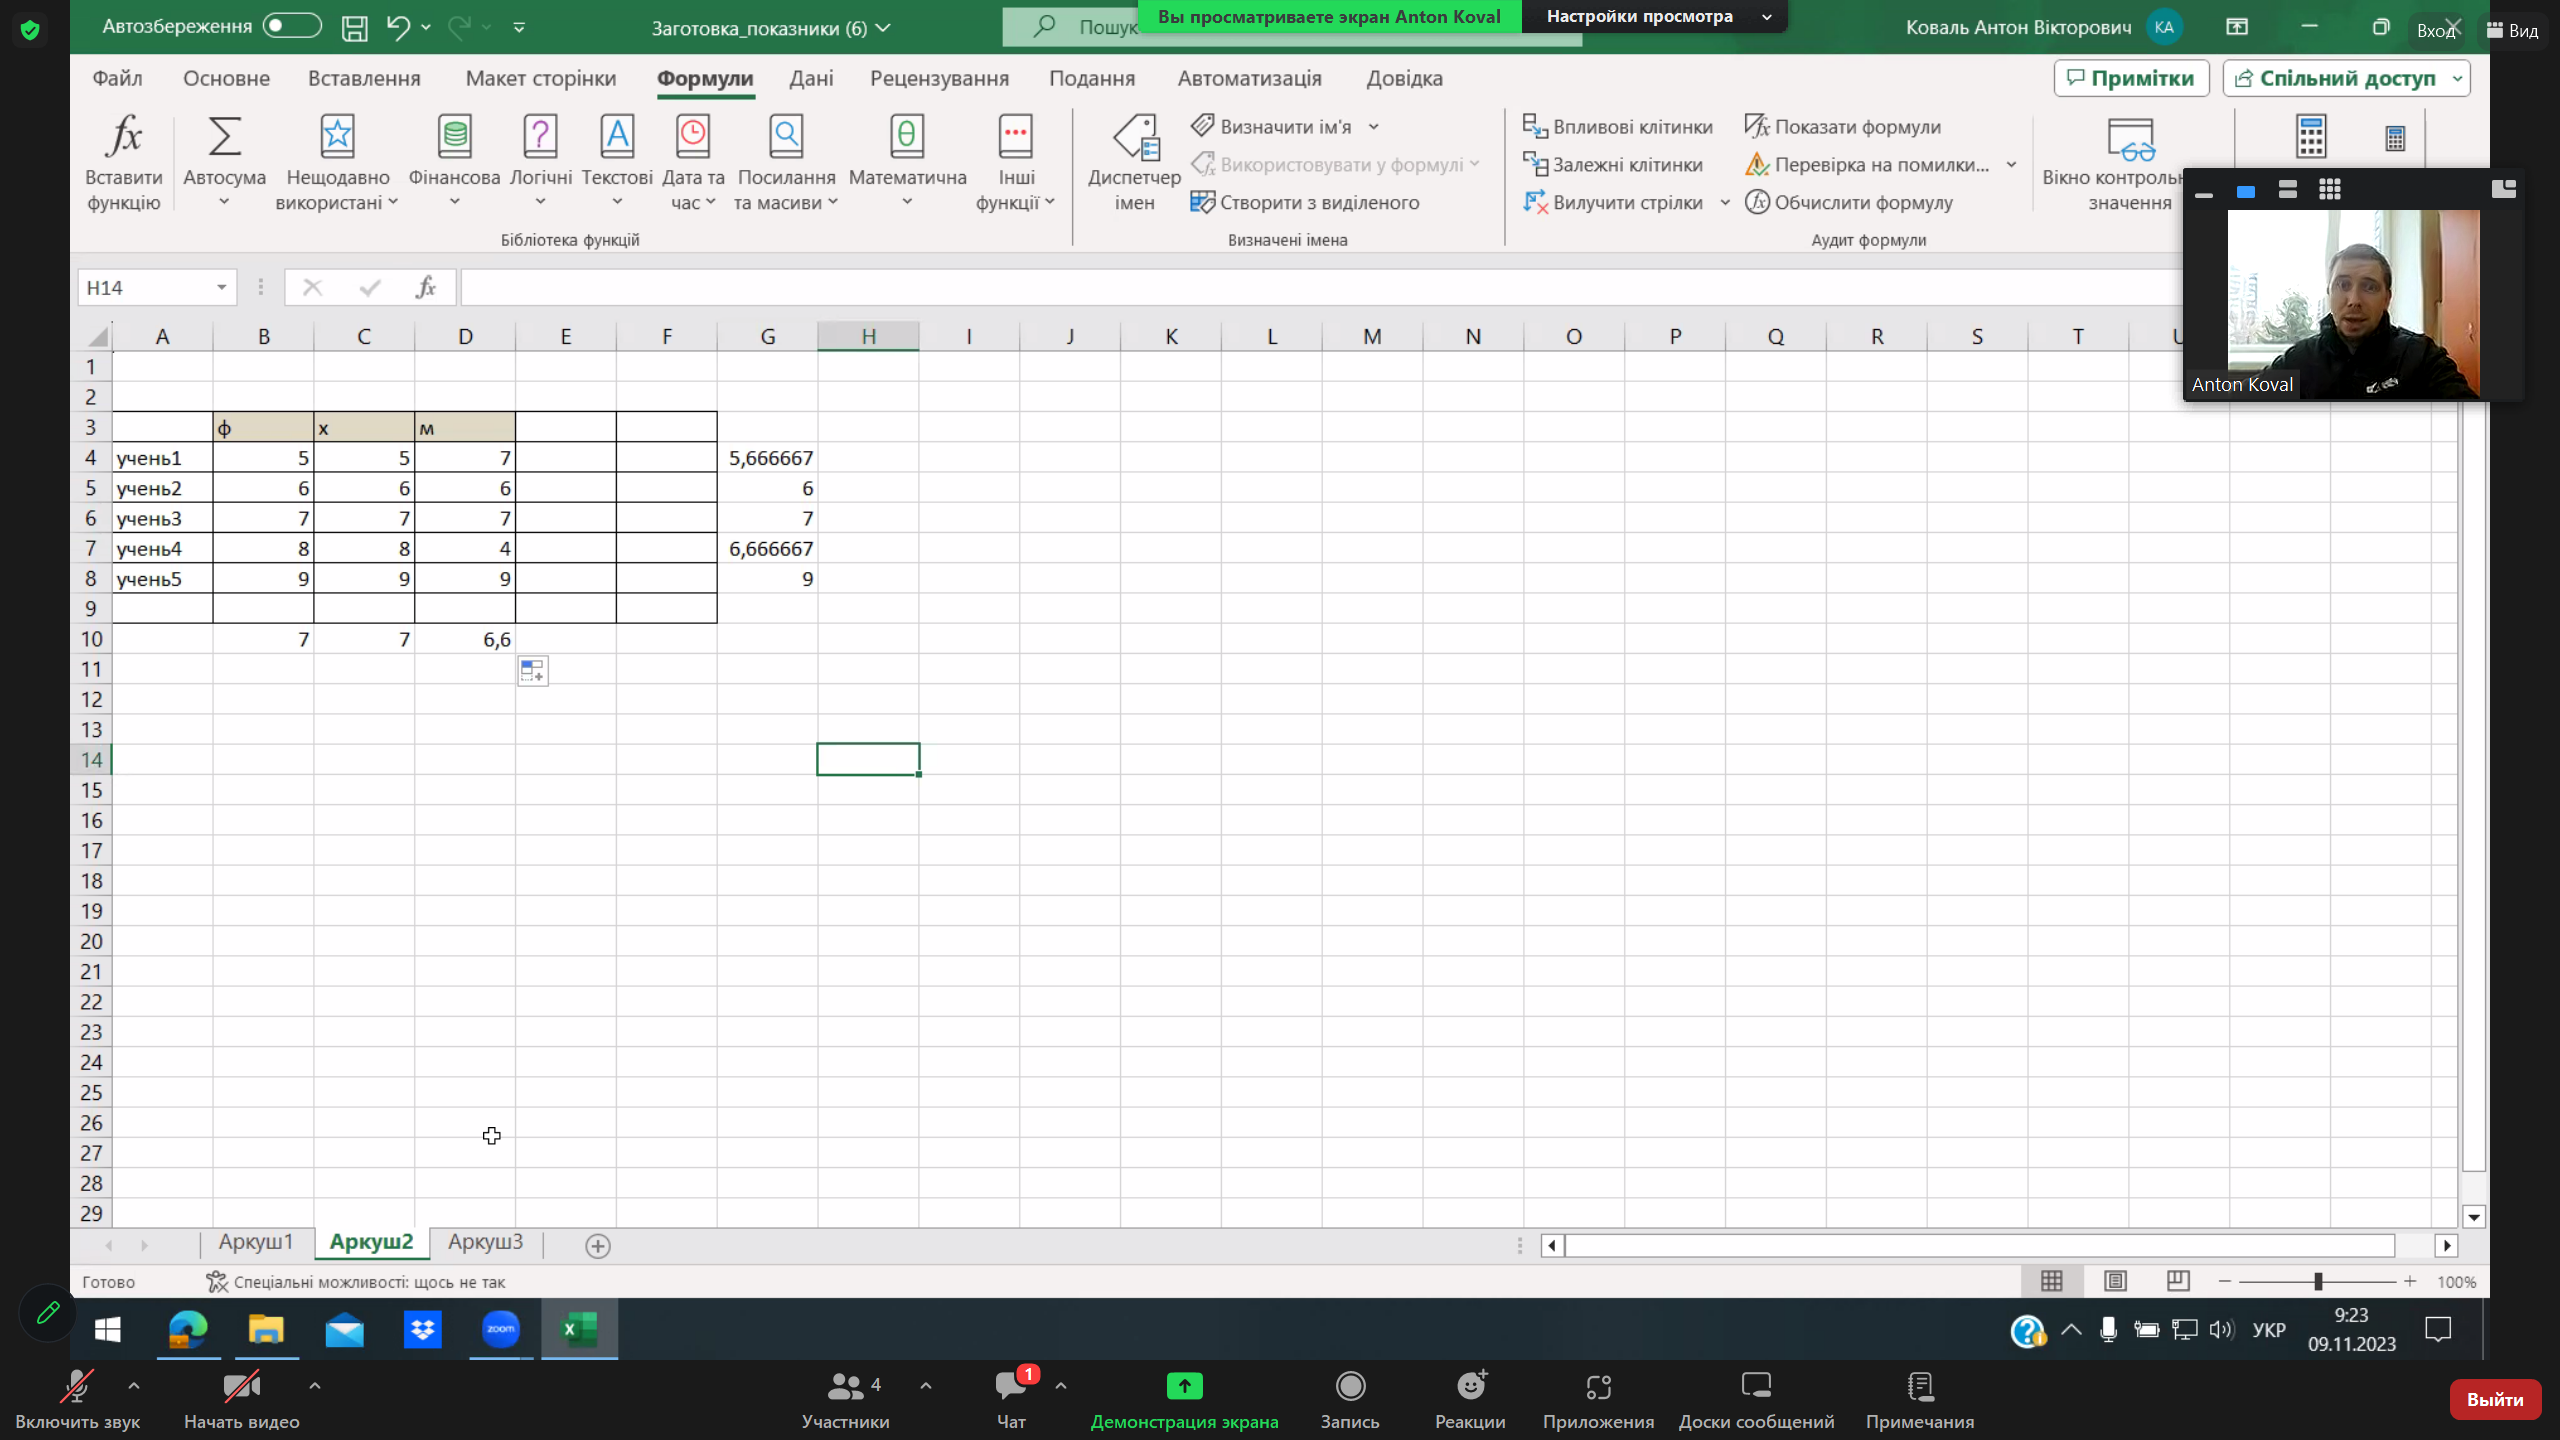 Автозбереження
Заготовка_показники (6)
Пошук
Вы просматриваете экран Anton Koval
Настройки просмотра
Коваль Антон Вікторович
КА
Вход
Вид
Файл
Основне
Вставлення
Макет сторінки
Формули
Дані
Рецензування
Подання
Автоматизація
Довідка
Примітки
Спільний доступ
Вставити функцію
Автосума
Нещодавно використані
Фінансова
Логічні
Текстові
Дата та час
Посилання та масиви
Математична
Інші функції
Бібліотека функцій
Диспетчер імен
Визначити ім'я
Використовувати у формулі
Створити з виділеного
Визначені імена
Впливові клітинки
Залежні клітинки
Вилучити стрілки
Показати формули
Перевірка на помилки...
Обчислити формулу
Аудит формули
Вікно контрольн
значення
Anton Koval
H14
fx
A B C D E F G H I J K L M N O P Q R S T U
1
2
3 ф х м
4 учень1 5 5 7 5,666667
5 учень2 6 6 6 6
6 учень3 7 7 7 7
7 учень4 8 8 4 6,666667
8 учень5 9 9 9 9
9
10 7 7 6,6
11
12
13
14
15
16
17
18
19
20
21
22
23
24
25
26
27
28
29
Аркуш1
Аркуш2
Аркуш3
Готово
Спеціальні можливості: щось не так
100%
zoom
УКР
9:23
09.11.2023
Включить звук
Начать видео
4
Участники
1
Чат
Демонстрация экрана
Запись
Реакции
Приложения
Доски сообщений
Примечания
Выйти